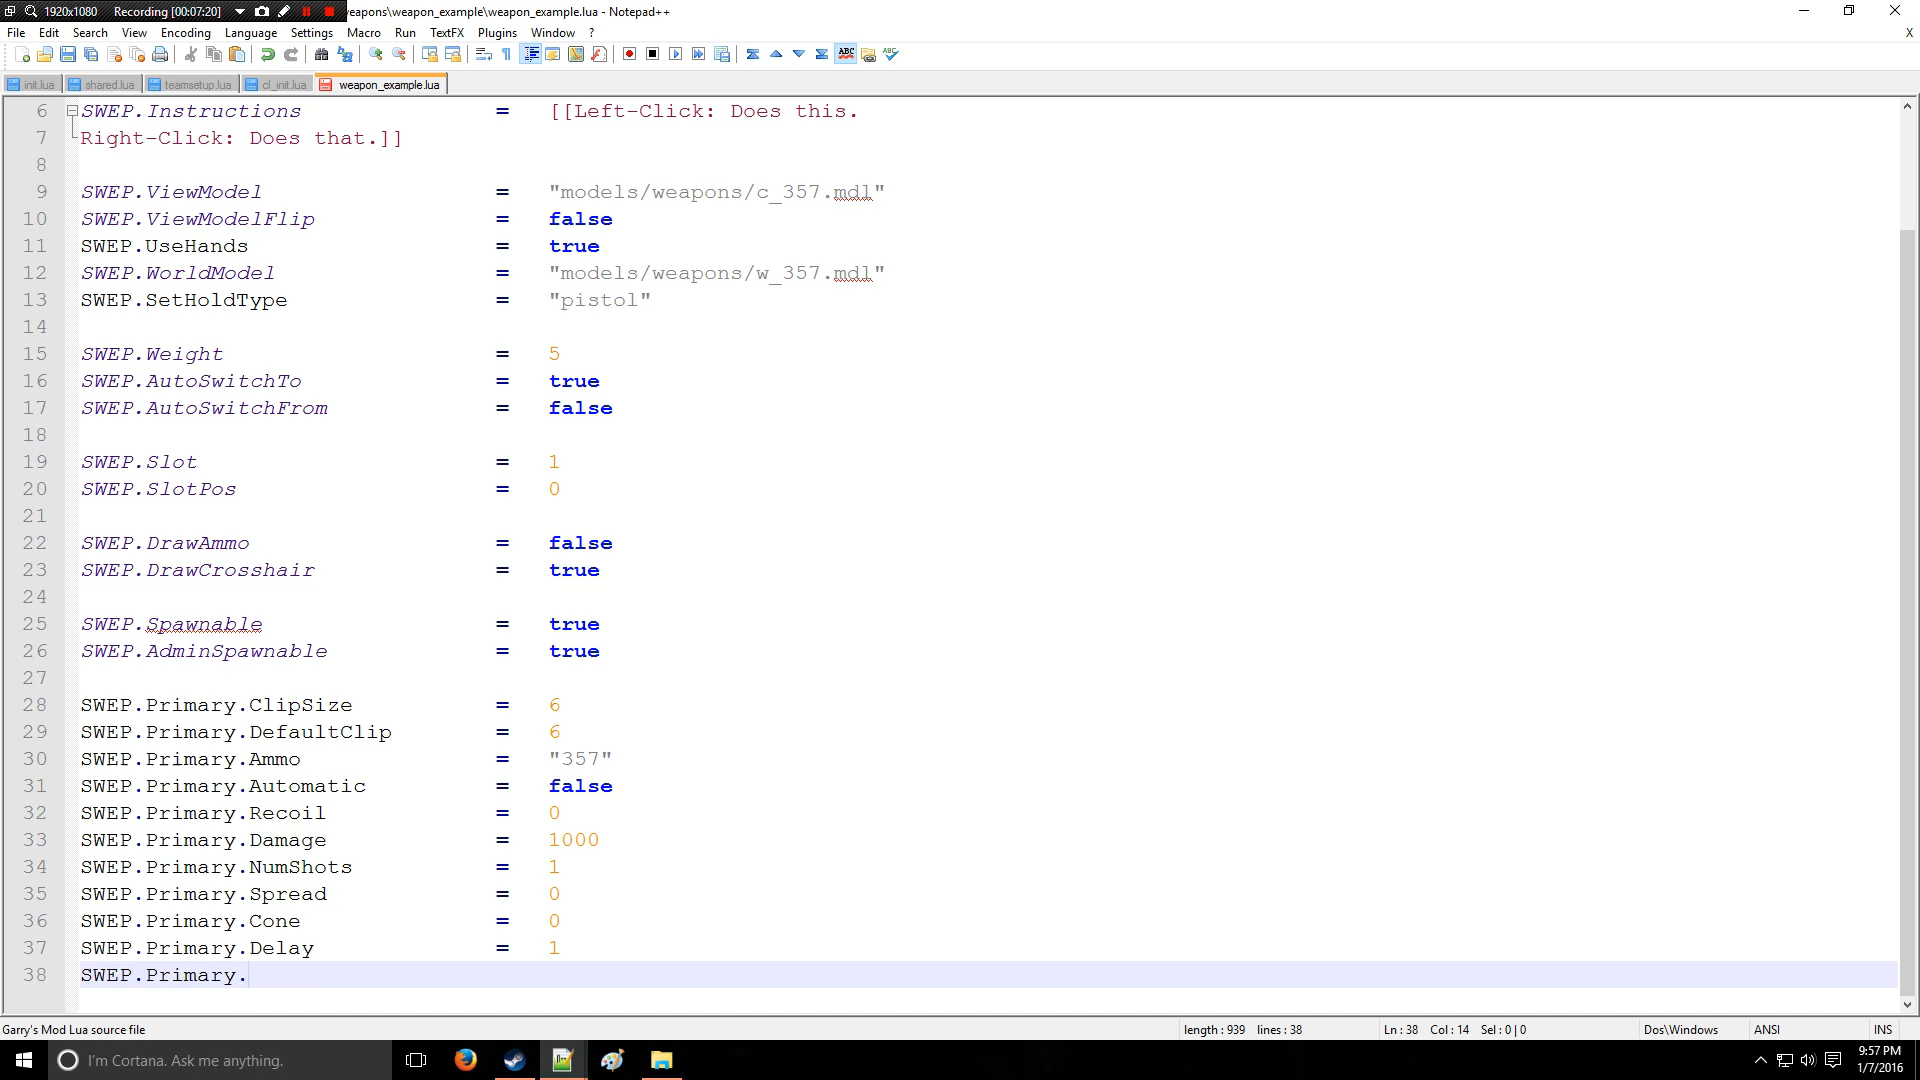 1920x1080 Recording [00:07:20] eapons\weapon_example\weapon_example.lua - Notepad++
File Edit Search View Encoding Language Settings Macro Run TextFX Plugins Window ? X
init.lua shared.lua teamsetup.lua cl_init.lua weapon_example.lua
6 SWEP.Instructions = [[Left-Click: Does this.
7 Right-Click: Does that.]]
8
9 SWEP.ViewModel = "models/weapons/c_357.mdl"
10 SWEP.ViewModelFlip = false
11 SWEP.UseHands = true
12 SWEP.WorldModel = "models/weapons/w_357.mdl"
13 SWEP.SetHoldType = "pistol"
14
15 SWEP.Weight = 5
16 SWEP.AutoSwitchTo = true
17 SWEP.AutoSwitchFrom = false
18
19 SWEP.Slot = 1
20 SWEP.SlotPos = 0
21
22 SWEP.DrawAmmo = false
23 SWEP.DrawCrosshair = true
24
25 SWEP.Spawnable = true
26 SWEP.AdminSpawnable = true
27
28 SWEP.Primary.ClipSize = 6
29 SWEP.Primary.DefaultClip = 6
30 SWEP.Primary.Ammo = "357"
31 SWEP.Primary.Automatic = false
32 SWEP.Primary.Recoil = 0
33 SWEP.Primary.Damage = 1000
34 SWEP.Primary.NumShots = 1
35 SWEP.Primary.Spread = 0
36 SWEP.Primary.Cone = 0
37 SWEP.Primary.Delay = 1
38 SWEP.Primary.
Garry's Mod Lua source file length : 939 lines : 38 Ln : 38 Col : 14 Sel : 0 | 0 Dos\Windows ANSI INS
I'm Cortana. Ask me anything. 9:57 PM
1/7/2016